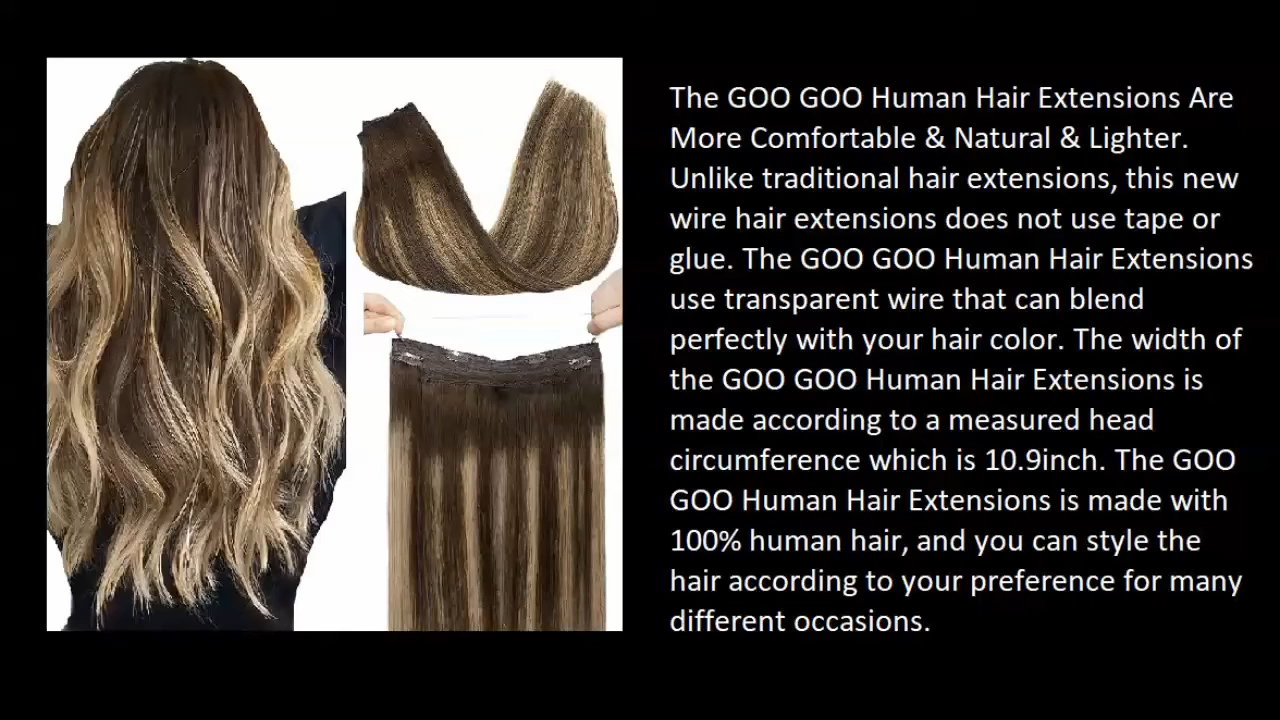 The GOO GOO Human Hair Extensions Are
More Comfortable & Natural & Lighter.
Unlike traditional hair extensions, this new
wire hair extensions does not use tape or
glue. The GOO GOO Human Hair Extensions
use transparent wire that can blend
perfectly with your hair color. The width of
the GOO GOO Human Hair Extensions is
made according to a measured head
circumference which is 10.9inch. The GOO
GOO Human Hair Extensions is made with
100% human hair, and you can style the
hair according to your preference for many
different occasions.